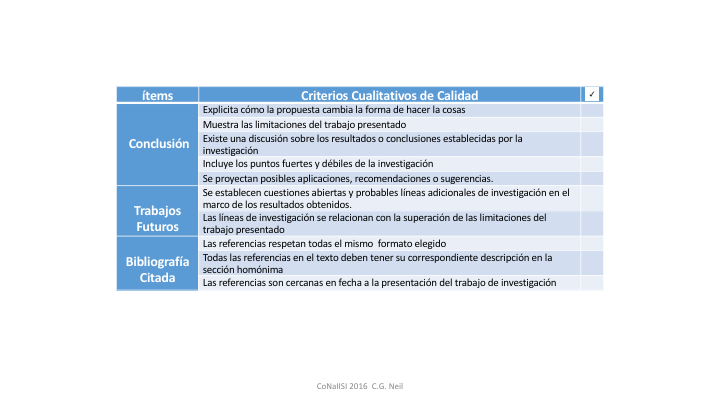 ítems Criterios Cualitativos de Calidad ✓
Conclusión
Explicita cómo la propuesta cambia la forma de hacer la cosas
Muestra las limitaciones del trabajo presentado
Existe una discusión sobre los resultados o conclusiones establecidas por la
investigación
Incluye los puntos fuertes y débiles de la investigación
Se proyectan posibles aplicaciones, recomendaciones o sugerencias.
Trabajos
Futuros
Se establecen cuestiones abiertas y probables líneas adicionales de investigación en el
marco de los resultados obtenidos.
Las líneas de investigación se relacionan con la superación de las limitaciones del
trabajo presentado
Bibliografía
Citada
Las referencias respetan todas el mismo formato elegido
Todas las referencias en el texto deben tener su correspondiente descripción en la
sección homónima
Las referencias son cercanas en fecha a la presentación del trabajo de investigación
CoNaIISI 2016 C.G. Neil